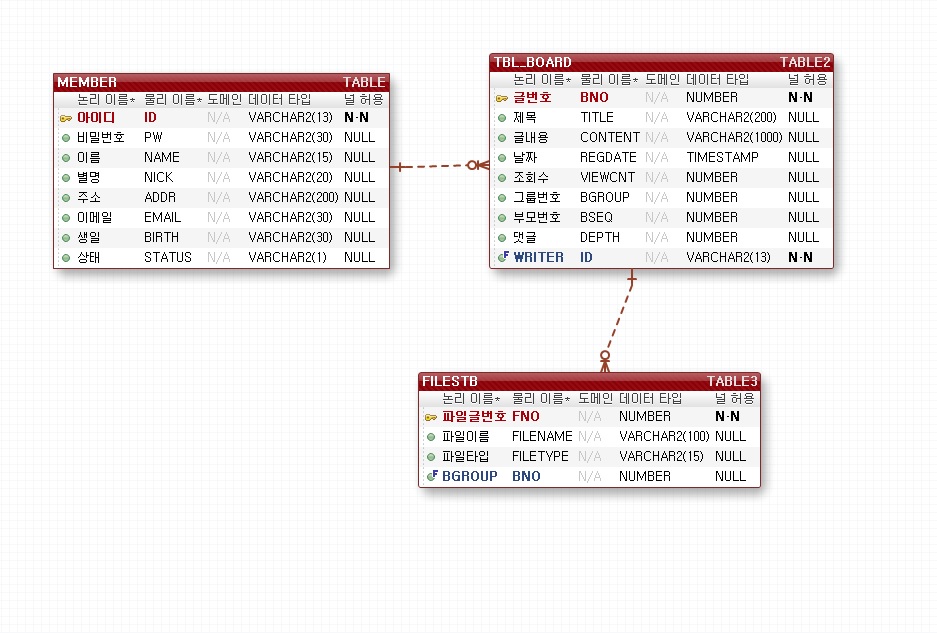 MEMBER TABLE
논리 이름* 물리 이름* 도메인 데이터 타입 널 허용
아이디 ID N/A VARCHAR2(13) N·N
비밀번호 PW N/A VARCHAR2(30) NULL
이름 NAME N/A VARCHAR2(15) NULL
별명 NICK N/A VARCHAR2(20) NULL
주소 ADDR N/A VARCHAR2(200) NULL
이메일 EMAIL N/A VARCHAR2(30) NULL
생일 BIRTH N/A VARCHAR2(30) NULL
상태 STATUS N/A VARCHAR2(1) NULL
TBL_BOARD TABLE2
논리 이름* 물리 이름* 도메인 데이터 타입 널 허용
글번호 BNO N/A NUMBER N·N
제목 TITLE N/A VARCHAR2(200) NULL
글내용 CONTENT N/A VARCHAR2(1000) NULL
날짜 REGDATE N/A TIMESTAMP NULL
조회수 VIEWCNT N/A NUMBER NULL
그룹번호 BGROUP N/A NUMBER NULL
부모번호 BSEQ N/A NUMBER NULL
댓글 DEPTH N/A NUMBER NULL
WRITER ID N/A VARCHAR2(13) N·N
FILESTB TABLE3
논리 이름* 물리 이름* 도메인 데이터 타입 널 허용
파일글번호 FNO N/A NUMBER N·N
파일이름 FILENAME N/A VARCHAR2(100) NULL
파일타입 FILETYPE N/A VARCHAR2(15) NULL
BGROUP BNO N/A NUMBER NULL